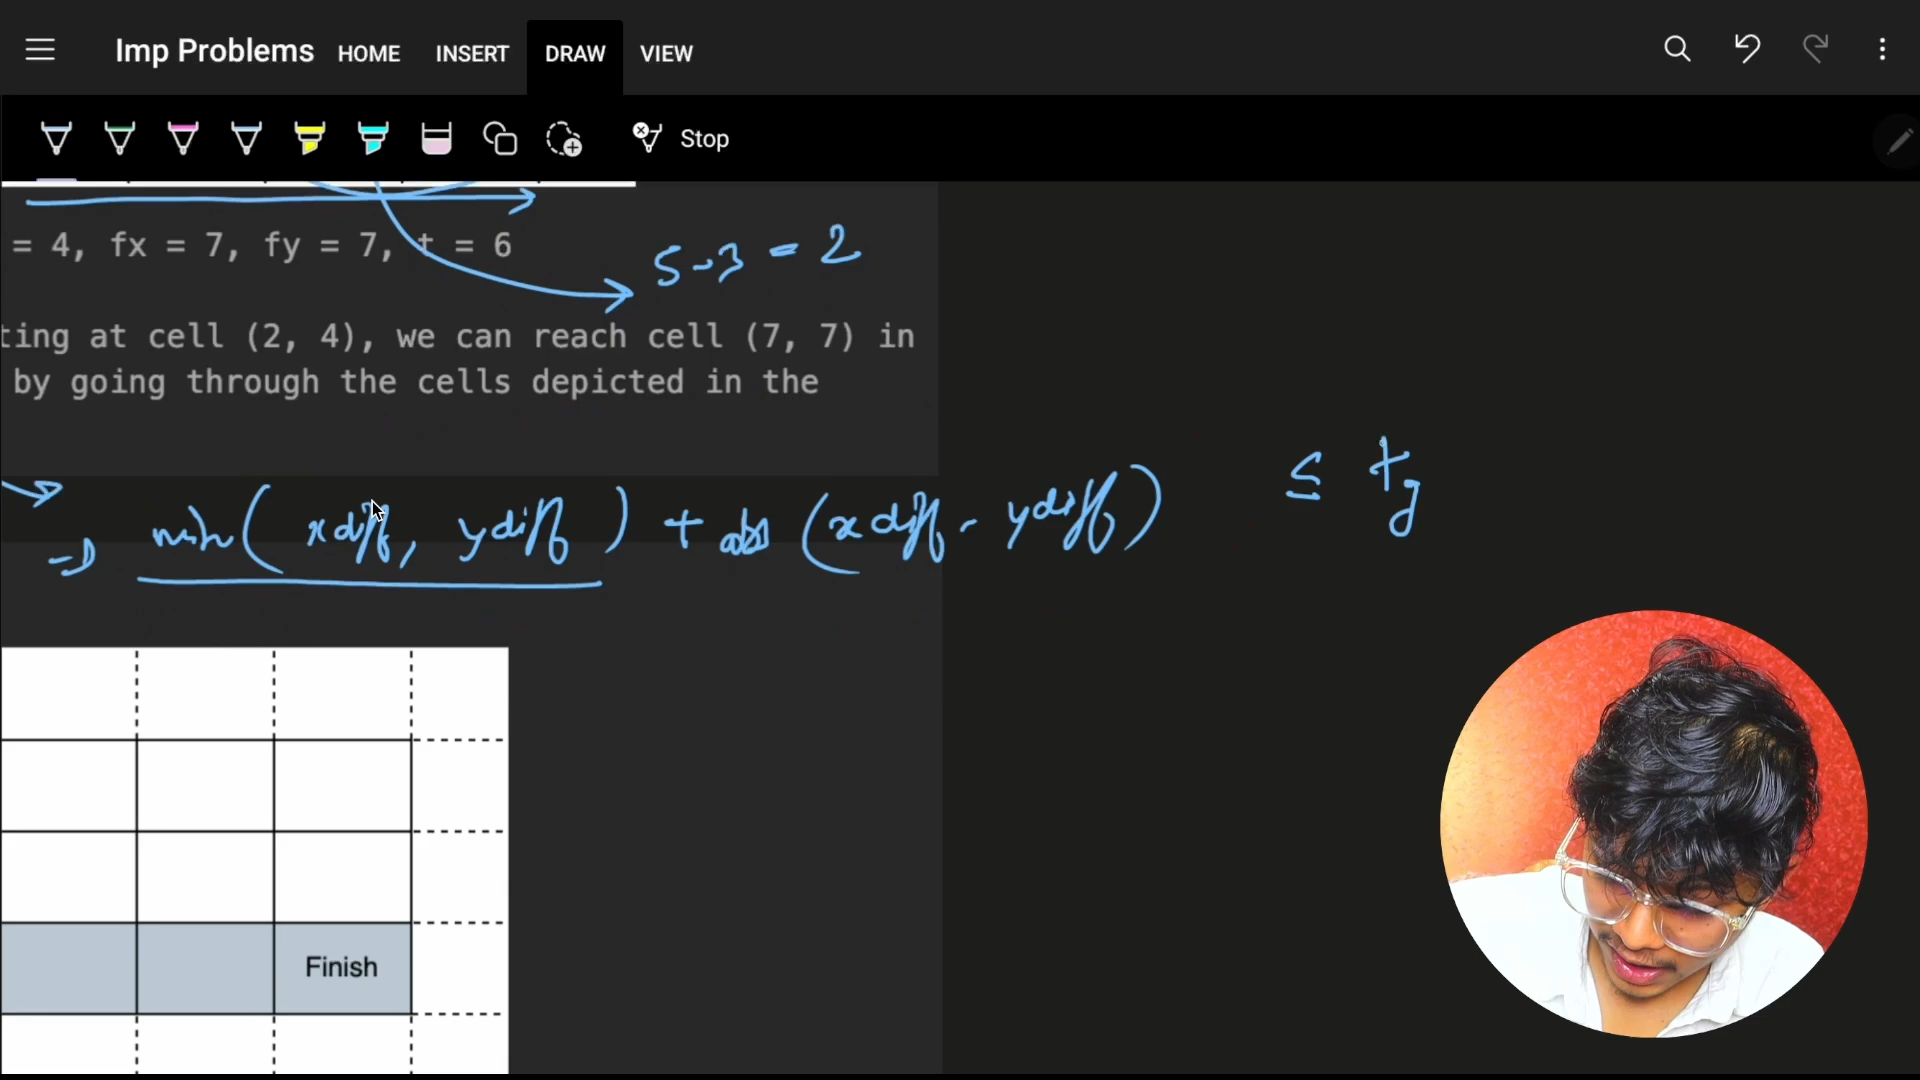 Imp Problems HOME INSERT DRAW VIEW
Stop
= 4, fx = 7, fy = 7, t = 6
5-3 = 2
ting at cell (2, 4), we can reach cell (7, 7) in
by going through the cells depicted in the
min( xdiff, ydiff ) + abs (xdiff - ydiff) ≤ tg
Finish